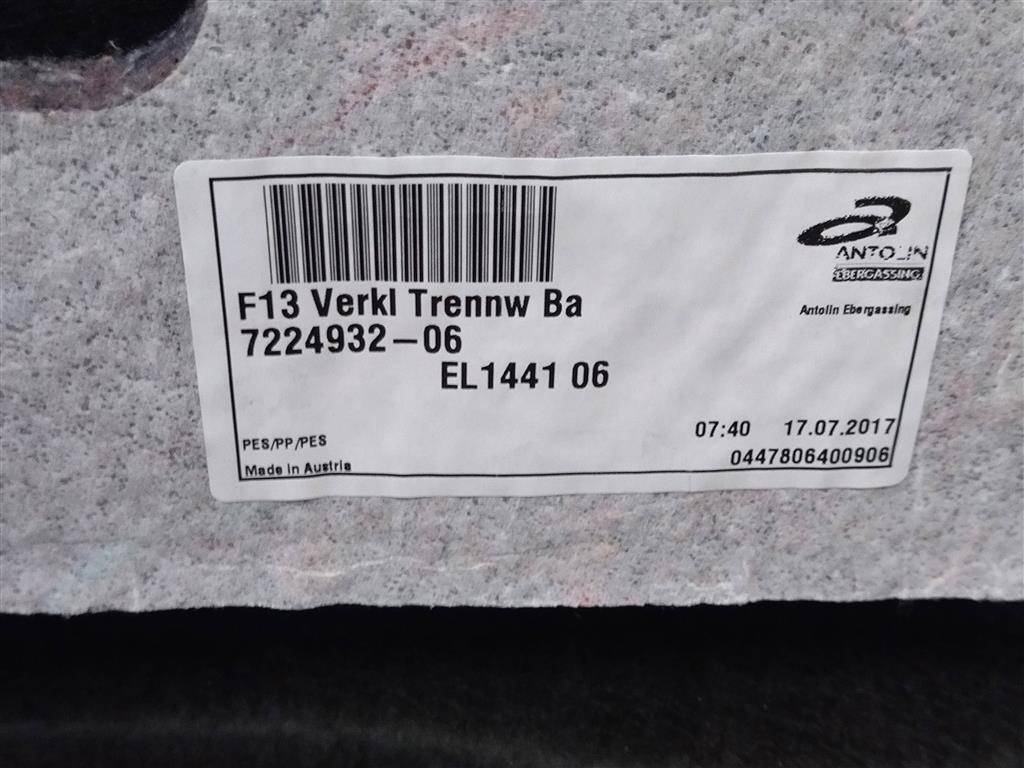 F13 Verkl Trennw Ba
7224932-06
EL1441 06
ANTOLIN
EBERGASSING
Antolin Ebergassing
PES/PP/PES
Made in Austria
07:40 17.07.2017
0447806400906